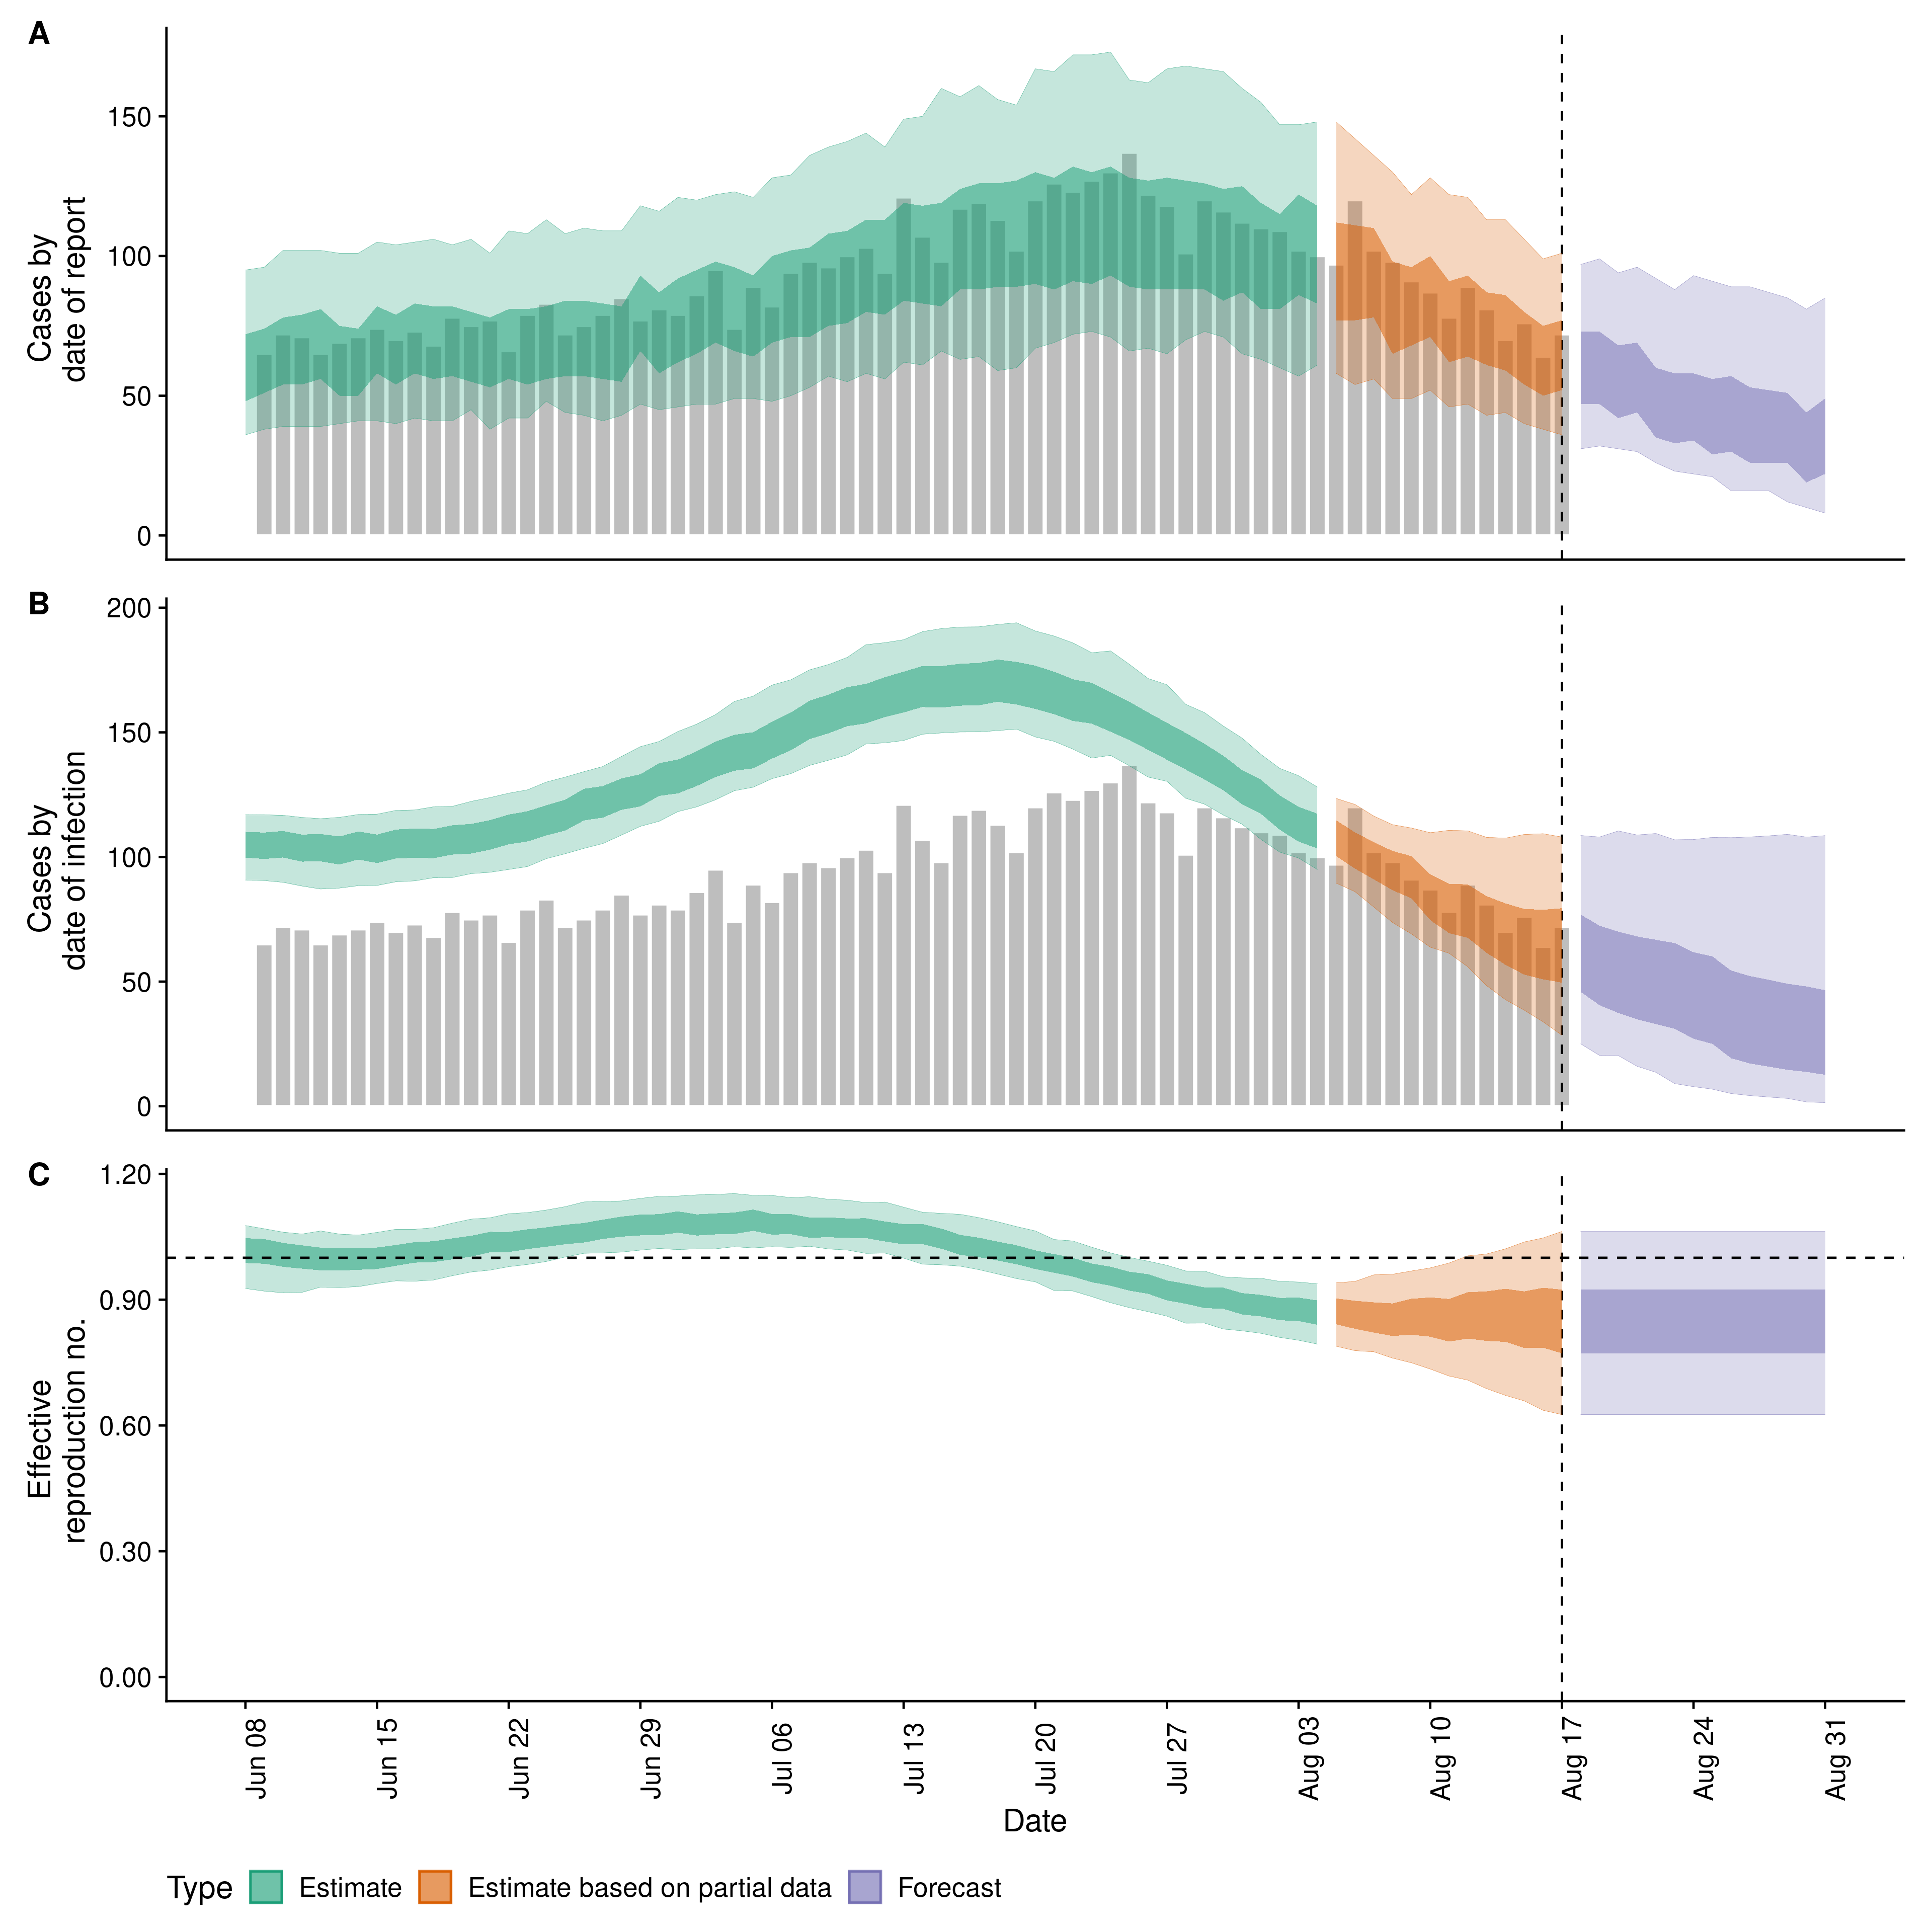 A
Cases by
date of report
150
100
50
0
B
Cases by
date of infection
200
150
100
50
0
C
Effective
reproduction no.
1.20
0.90
0.60
0.30
0.00
Jun 08
Jun 15
Jun 22
Jun 29
Jul 06
Jul 13
Jul 20
Jul 27
Aug 03
Aug 10
Aug 17
Aug 24
Aug 31
Date
Type Estimate Estimate based on partial data Forecast